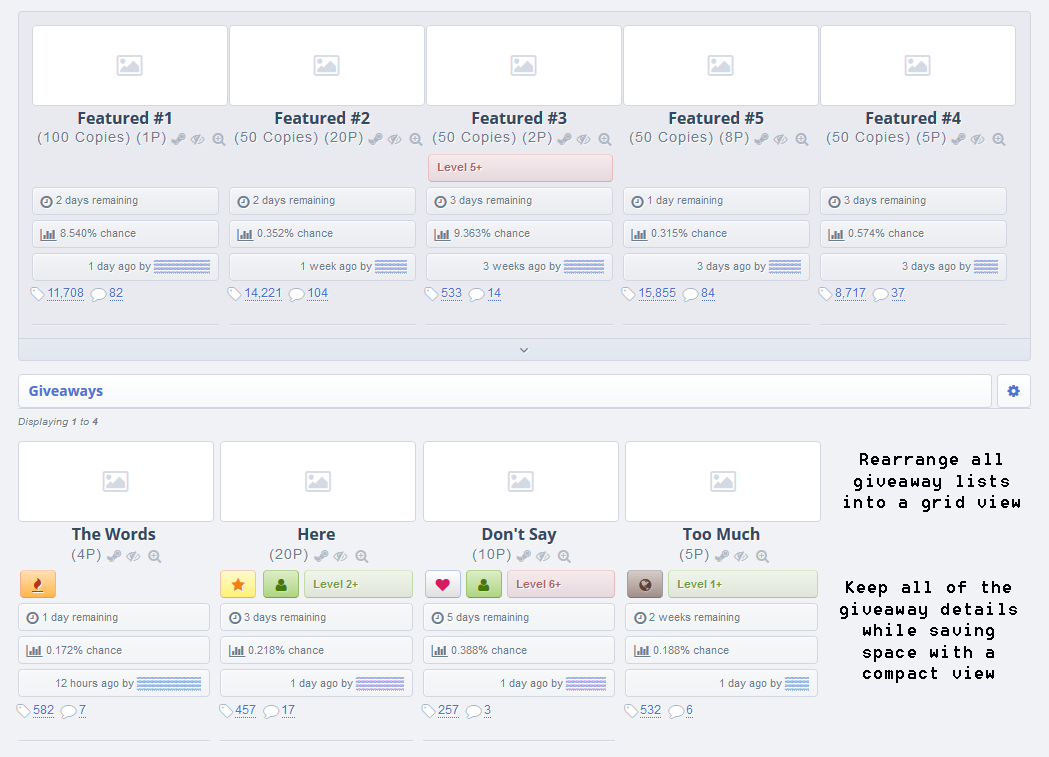 Featured #1
(100 Copies) (1P)
2 days remaining
8.540% chance
1 day ago by
11,708 82
Featured #2
(50 Copies) (20P)
2 days remaining
0.352% chance
1 week ago by
14,221 104
Featured #3
(50 Copies) (2P)
Level 5+
3 days remaining
9.363% chance
3 weeks ago by
533 14
Featured #5
(50 Copies) (8P)
1 day remaining
0.315% chance
3 days ago by
15,855 84
Featured #4
(50 Copies) (5P)
3 days remaining
0.574% chance
3 days ago by
8,717 37
Giveaways
Displaying 1 to 4
The Words
(4P)
1 day remaining
0.172% chance
12 hours ago by
582 7
Here
(20P)
Level 2+
3 days remaining
0.218% chance
1 day ago by
457 17
Don't Say
(10P)
Level 6+
5 days remaining
0.388% chance
1 day ago by
257 3
Too Much
(5P)
Level 1+
2 weeks remaining
0.188% chance
1 day ago by
532 6
Rearrange all
giveaway lists
into a grid view
Keep all of the
giveaway details
while saving
space with a
compact view